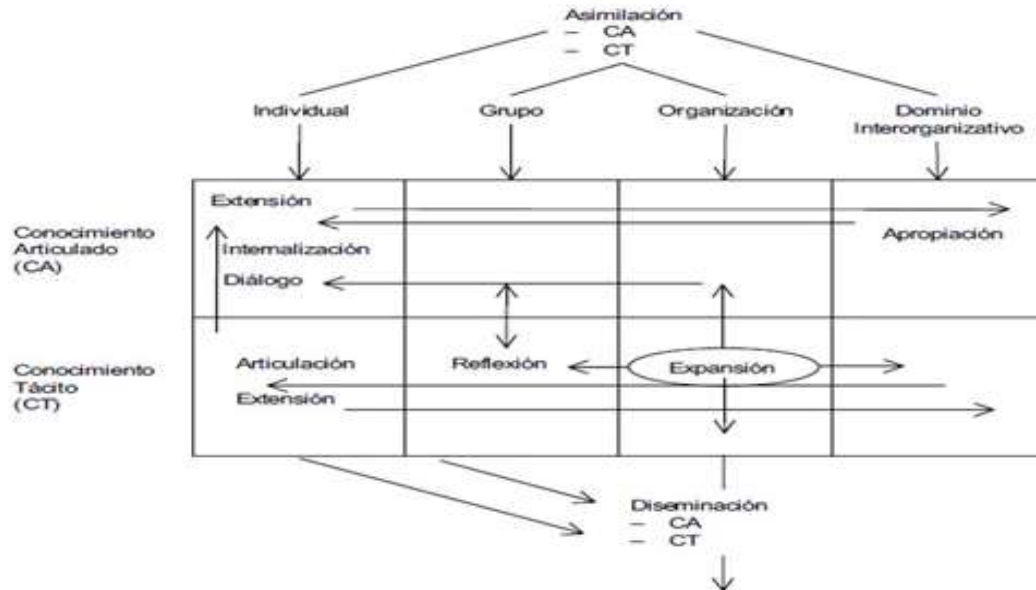 Asimilación
– CA
– CT
Individual
Grupo
Organización
Dominio
Interorganizativo
Conocimiento
Articulado
(CA)
Extensión
Internalización
Diálogo
Apropiación
Conocimiento
Tácito
(CT)
Articulación
Extensión
Reflexión
Expansión
Diseminación
– CA
– CT